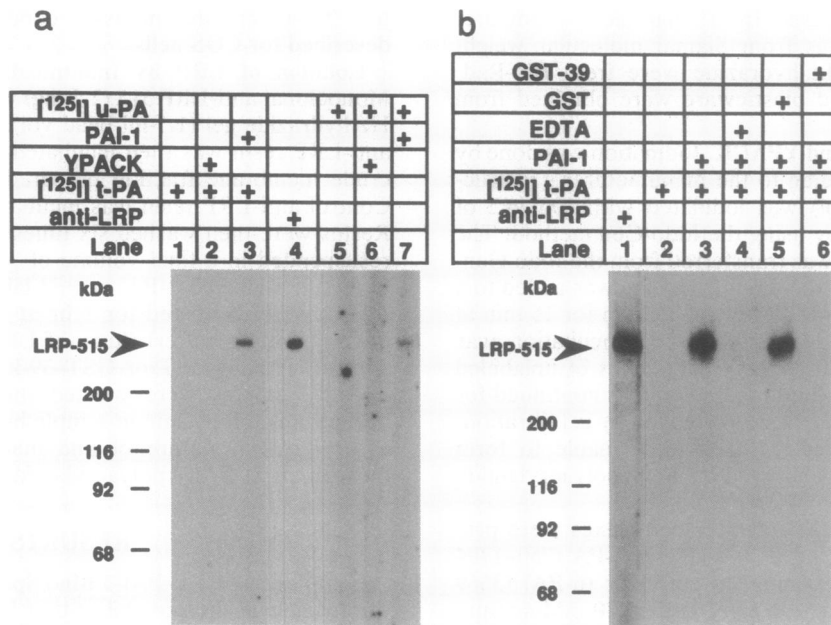 a
[125I] u-PA + + +
PAI-1 + +
YPACK + +
[125I] t-PA + + +
anti-LRP +
Lane 1 2 3 4 5 6 7
kDa
LRP-515
200
116
92
68
b
GST-39 +
GST +
EDTA +
PAI-1 + + + +
[125I] t-PA + + + + +
anti-LRP +
Lane 1 2 3 4 5 6
kDa
LRP-515
200
116
92
68